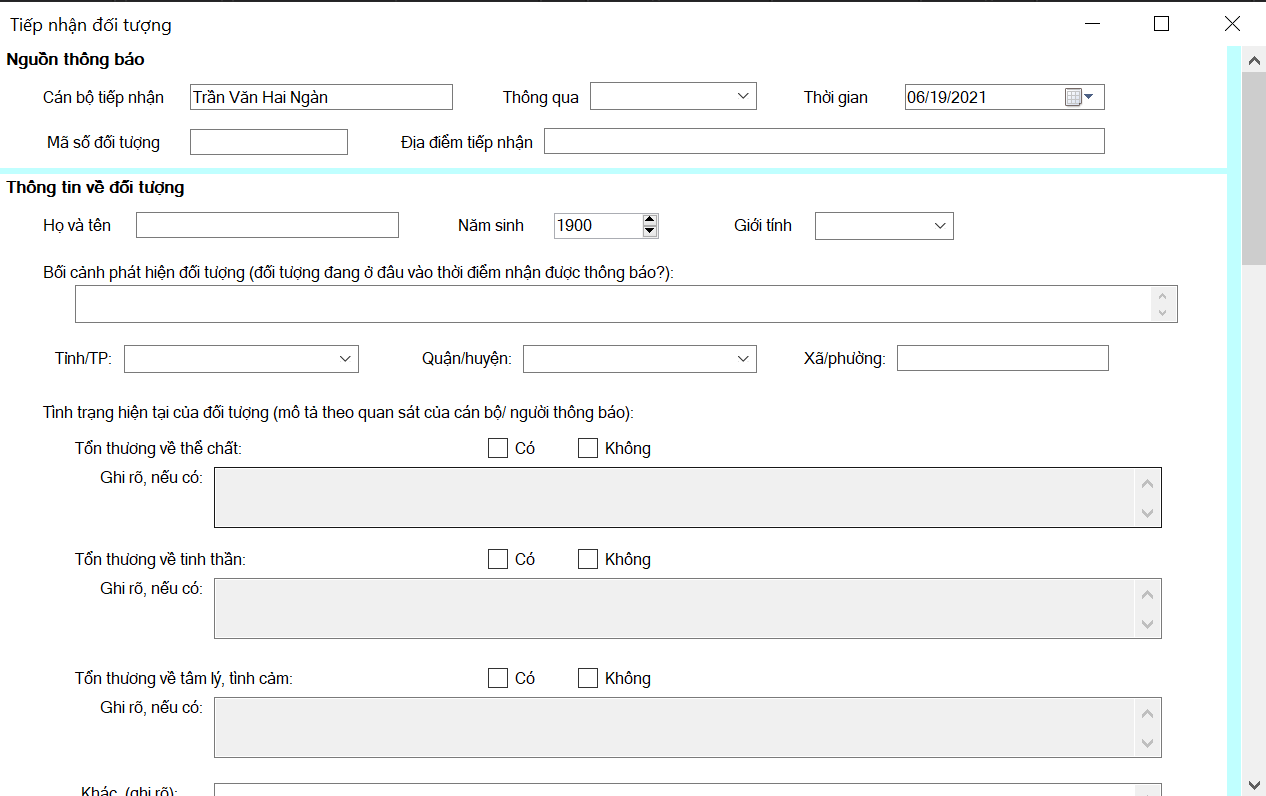 Tiếp nhận đối tượng
Nguồn thông báo
Cán bộ tiếp nhận Trần Văn Hai Ngàn Thông qua Thời gian 06/19/2021
Mã số đối tượng Địa điểm tiếp nhận
Thông tin về đối tượng
Họ và tên Năm sinh 1900 Giới tính
Bối cảnh phát hiện đối tượng (đối tượng đang ở đâu vào thời điểm nhận được thông báo?):
Tỉnh/TP: Quận/huyện: Xã/phường:
Tình trạng hiện tại của đối tượng (mô tả theo quan sát của cán bộ/ người thông báo):
Tổn thương về thể chất: Có Không
Ghi rõ, nếu có:
Tổn thương về tinh thần: Có Không
Ghi rõ, nếu có:
Tổn thương về tâm lý, tình cảm: Có Không
Ghi rõ, nếu có:
Khác, (ghi rõ):